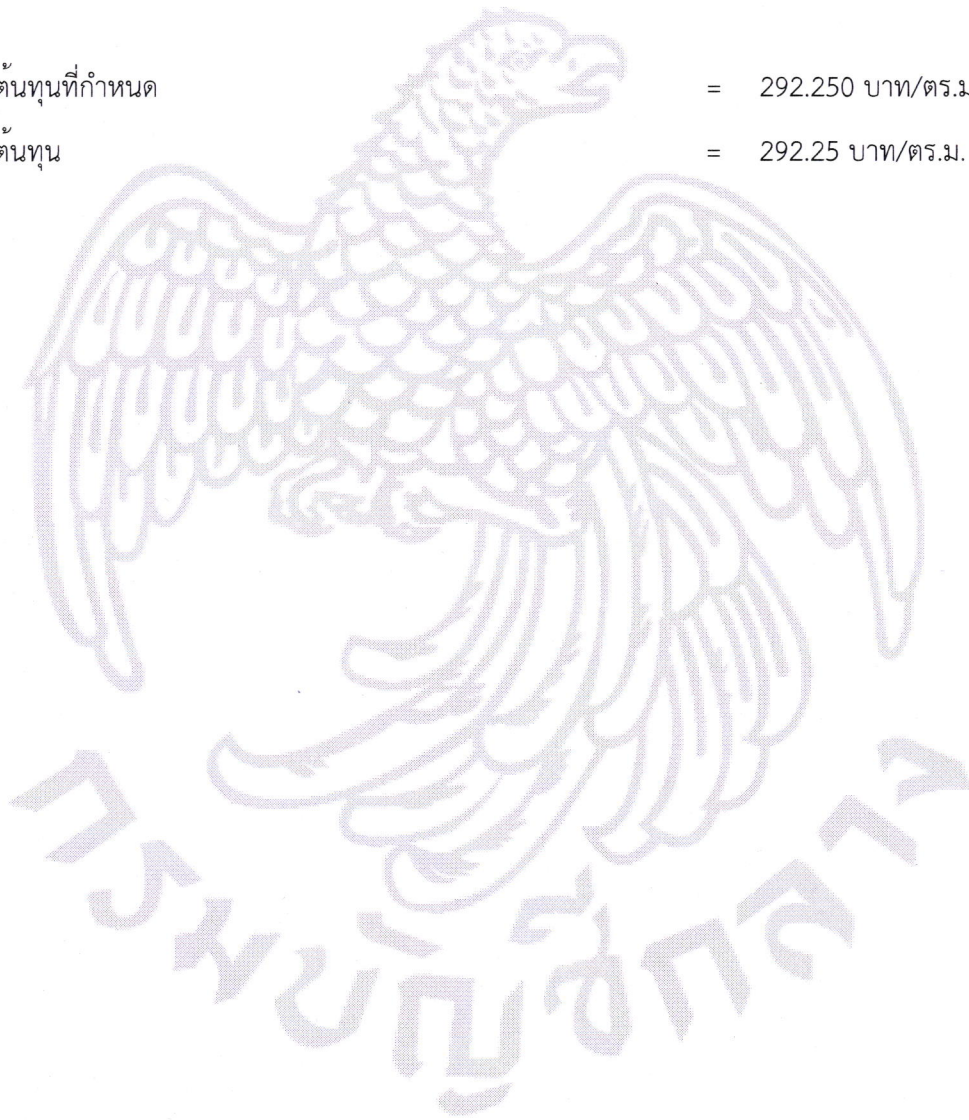 ต้นทุนที่กำหนด = 292.250 บาท/ตร.ม
ต้นทุน = 292.25 บาท/ตร.ม.
กรมบัญชีกลาง